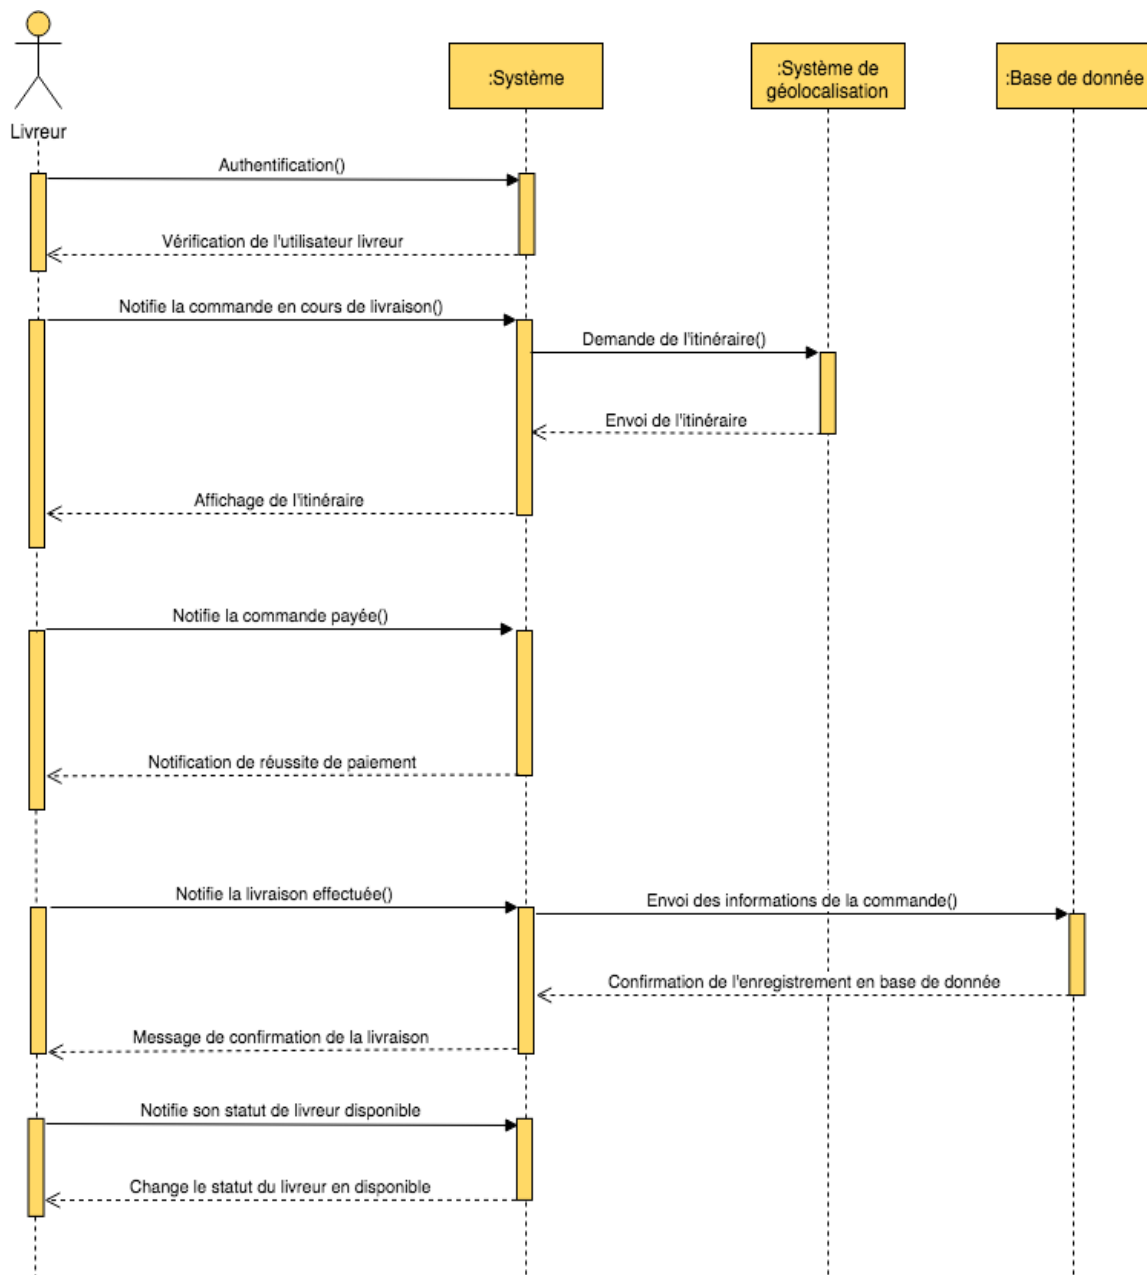 Livreur
:Système
:Système de
géolocalisation
:Base de donnée
Authentification()
Vérification de l'utilisateur livreur
Notifie la commande en cours de livraison()
Demande de l'itinéraire()
Envoi de l'itinéraire
Affichage de l'itinéraire
Notifie la commande payée()
Notification de réussite de paiement
Notifie la livraison effectuée()
Envoi des informations de la commande()
Confirmation de l'enregistrement en base de donnée
Message de confirmation de la livraison
Notifie son statut de livreur disponible
Change le statut du livreur en disponible